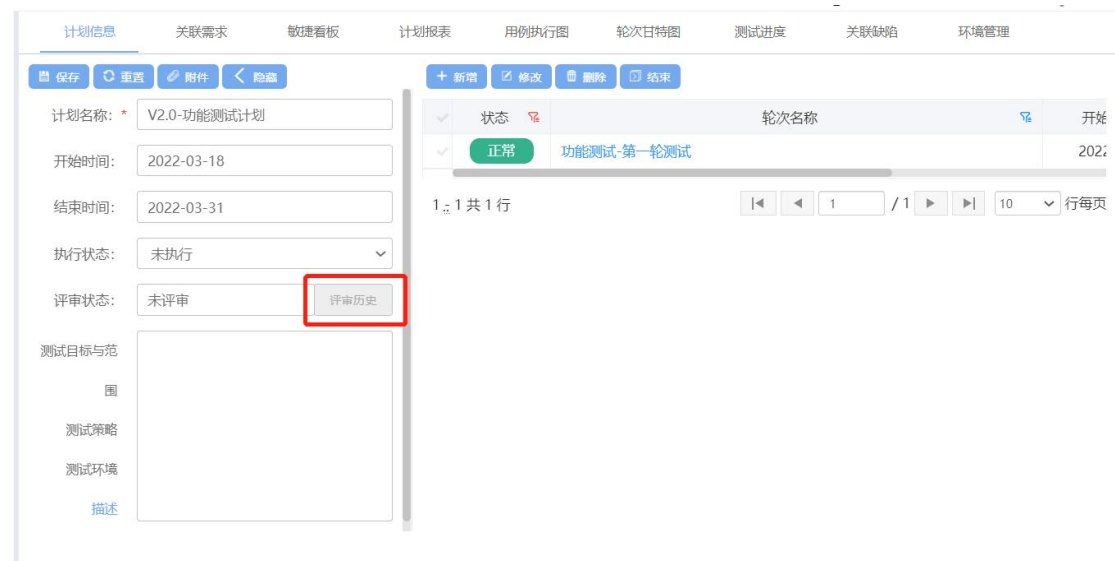 计划信息 关联需求 敏捷看板 计划报表 用例执行图 轮次甘特图 测试进度 关联缺陷 环境管理
保存 重置 附件 隐藏 新增 修改 删除 结束
计划名称: * V2.0-功能测试计划
状态 轮次名称 开始
正常 功能测试-第一轮测试 2022
开始时间: 2022-03-18
结束时间: 2022-03-31
1 - 1 共 1 行 1 / 1 10 行每页
执行状态: 未执行
评审状态: 未评审 评审历史
测试目标与范
围
测试策略
测试环境
描述